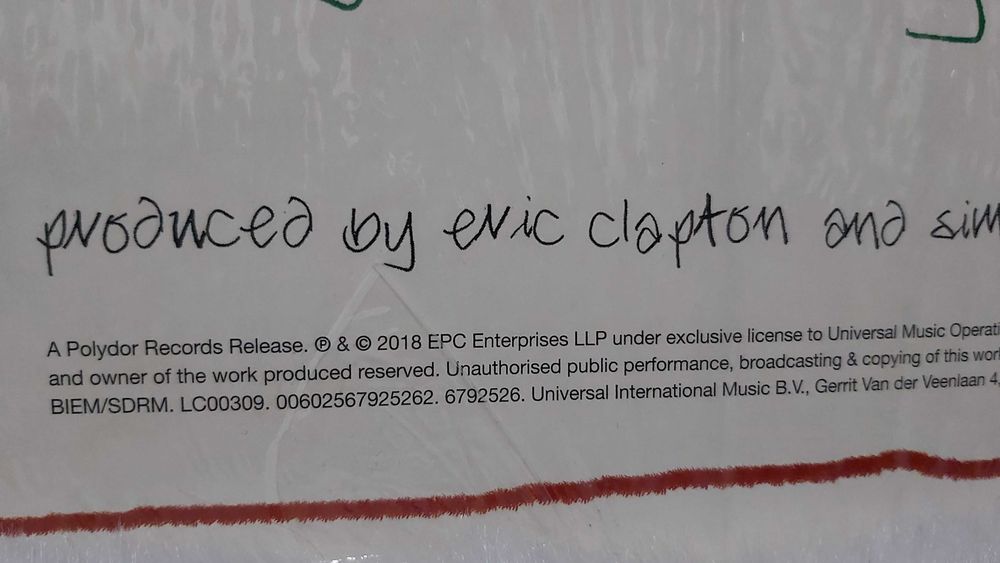 produced by eric clapton and
A Polydor Records Release. ℗ & © 2018 EPC Enterprises LLP under exclusive license to Universal Music
and owner of the work produced reserved. Unauthorised public performance, broadcasting & copying of this
BIEM/SDRM. LC00309. 00602567925262. 6792526. Universal International Music B.V., Gerrit Van der Veenlaan 4,